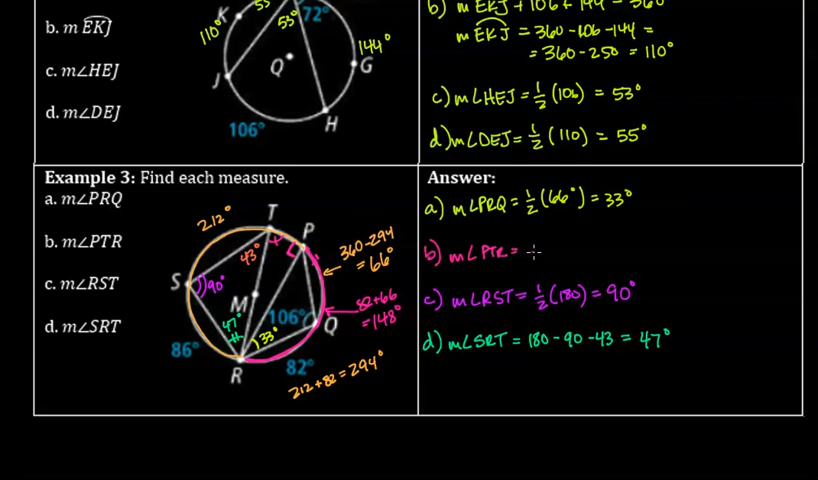 b) m EKJ + 106 + 144 = 360
K
53
53°
72°
110°
144°
b. m EKJ
m EKJ = 360 - 106 - 144 =
= 360 - 250 = 110°
Q
G
c. m∠HEJ
J
c) m∠HEJ = 1/2 (106) = 53°
d. m∠DEJ
H
106°
d) m∠DEJ = 1/2 (110) = 55°
Example 3: Find each measure.
Answer:
a. m∠PRQ
a) m∠PRQ = 1/2 (66°) = 33°
212°
T
P
360-294
= 66°
b. m∠PTR
43°
b) m∠PTR =
c. m∠RST
S
90°
M
c) m∠RST = 1/2 (180) = 90°
82+66
= 148°
106°
Q
47°
33°
d. m∠SRT
d) m∠SRT = 180 - 90 - 43 = 47°
86°
R
82°
212 + 82 = 294°